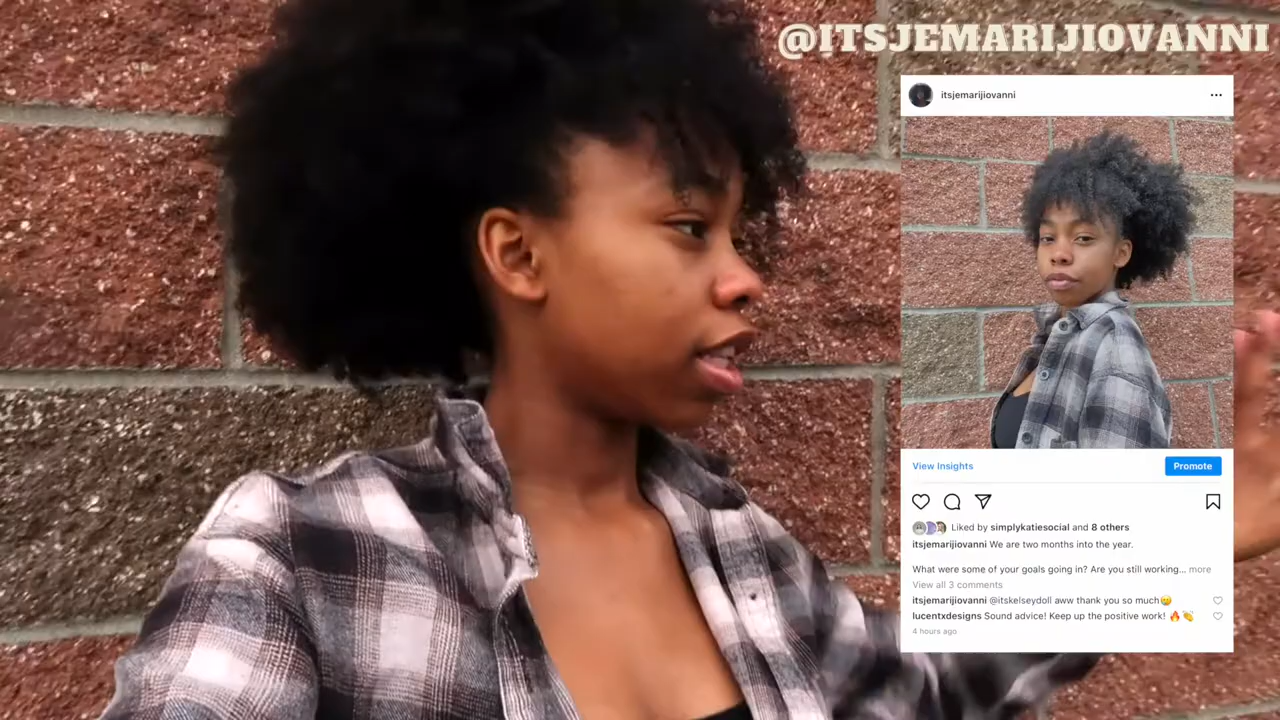 @ITSJEMARIJIOVANNI
itsjemarijiovanni
View Insights
Promote
Liked by simplykatiesocial and 8 others
itsjemarijiovanni We are two months into the year.
What were some of your goals going in? Are you still working... more
View all 3 comments
itsjemarijiovanni @itskelseydoll aww thank you so much😊
lucentxdesigns Sound advice! Keep up the positive work! 🔥👏
4 hours ago